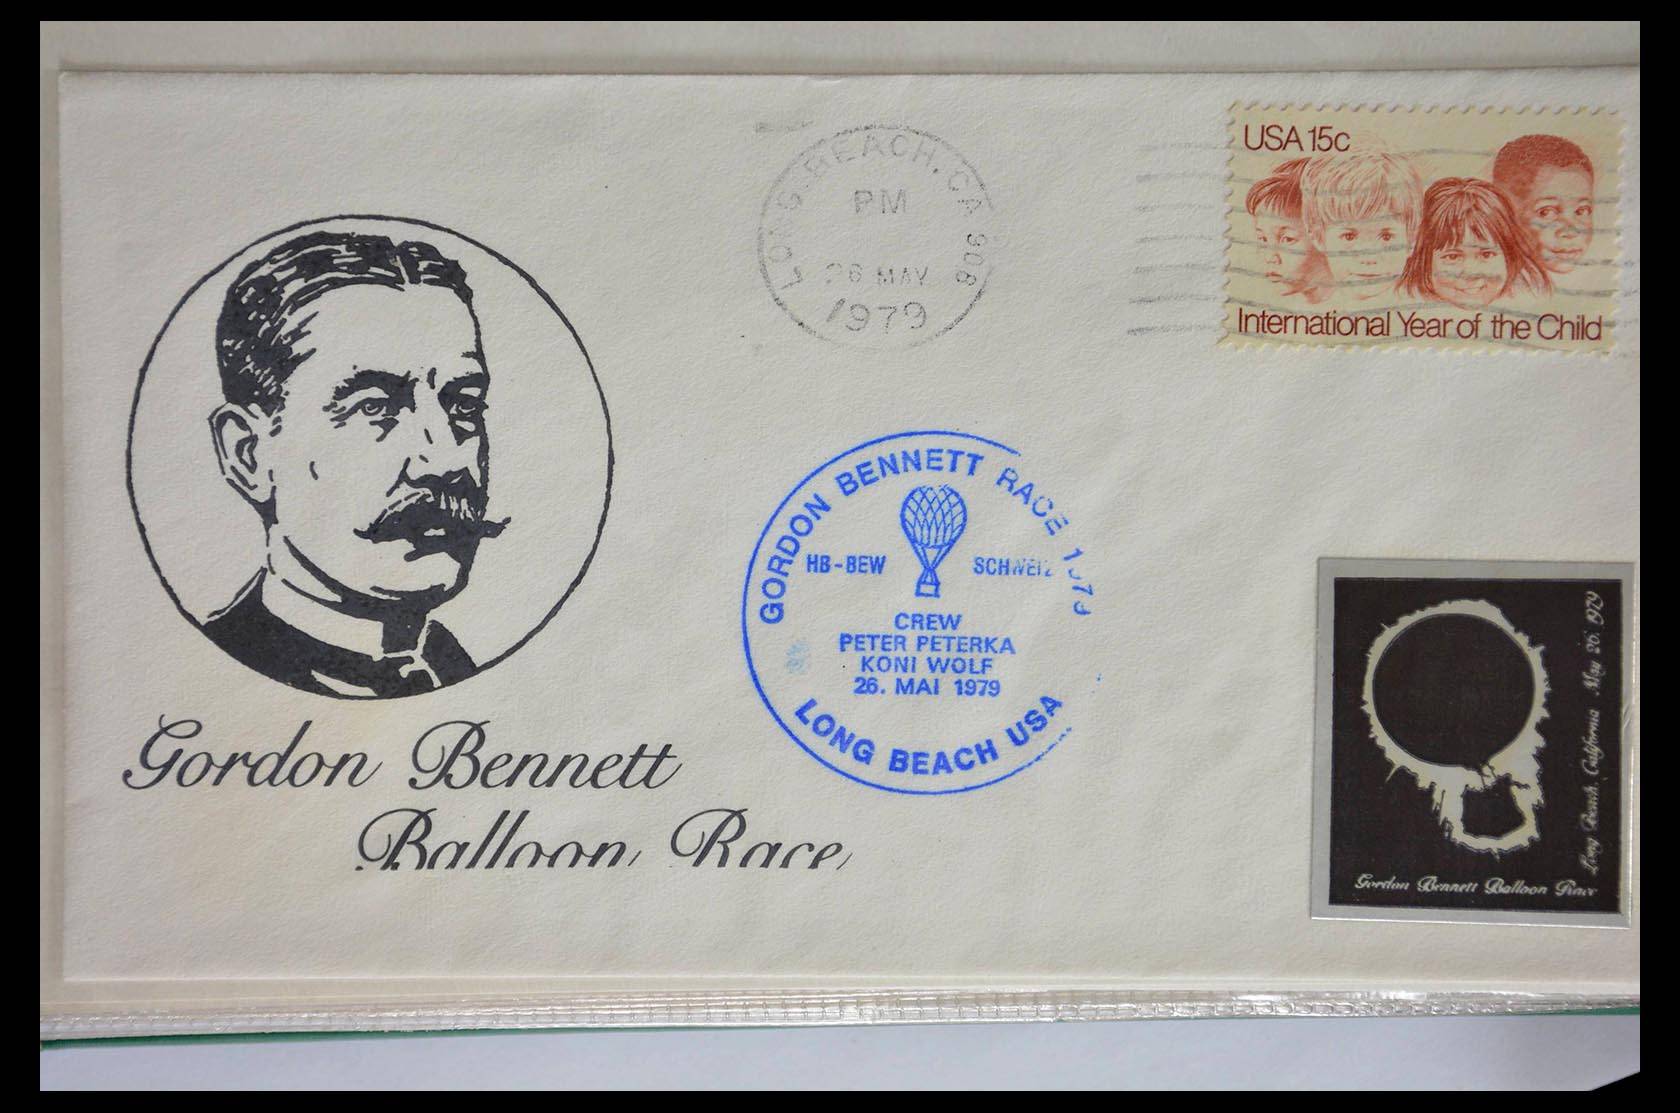 LONG BEACH, CA 908
PM
26 MAY
1979
USA 15c
International Year of the Child
GORDON BENNETT RACE 1979
HB-BEW SCHWEIZ
CREW
PETER PETERKA
KONI WOLF
26. MAI 1979
LONG BEACH USA
Gordon Bennett
Balloon Race
Long Beach, California May 26, 1979
Gordon Bennett Balloon Race